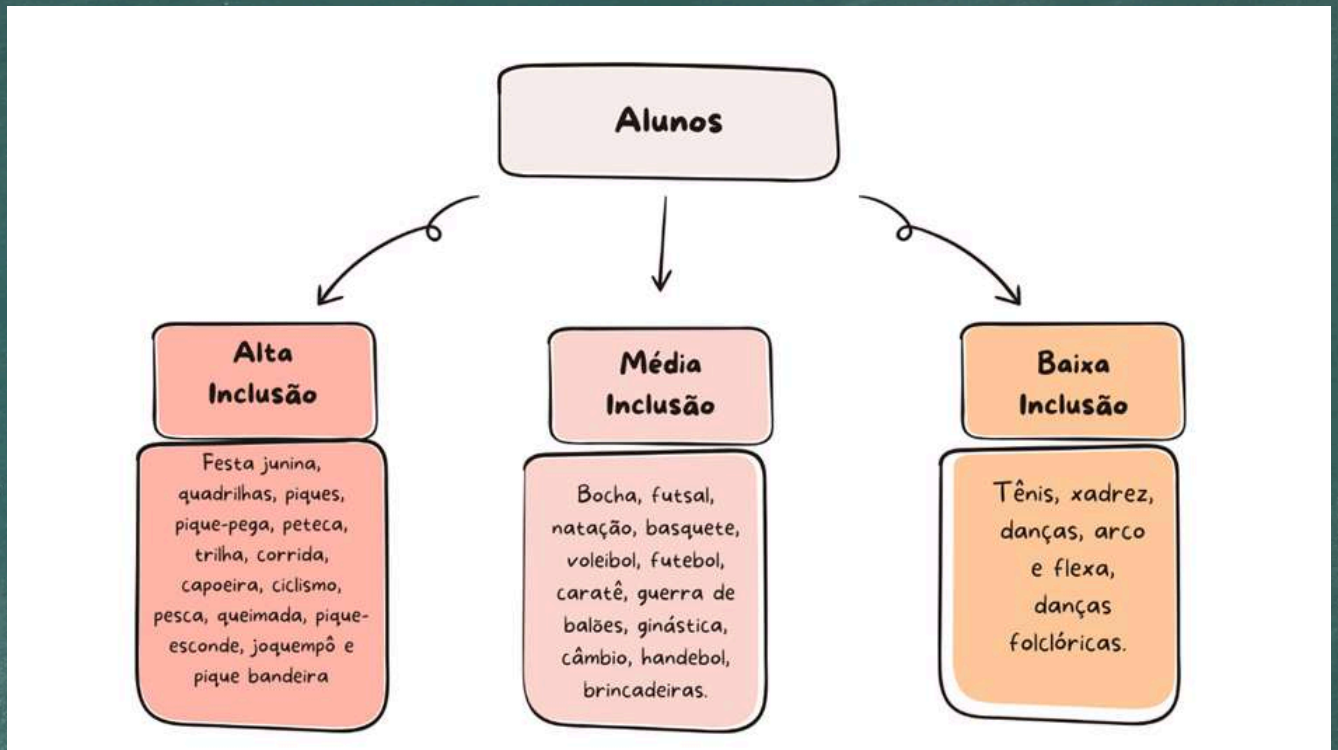 Alunos
Alta
Inclusão
Festa junina,
quadrilhas, piques,
pique-pega, peteca,
trilha, corrida,
capoeira, ciclismo,
pesca, queimada, pique-
esconde, joquempô e
pique bandeira
Média
Inclusão
Bocha, futsal,
natação, basquete,
voleibol, futebol,
caratê, guerra de
balões, ginástica,
câmbio, handebol,
brincadeiras.
Baixa
Inclusão
Tênis, xadrez,
danças, arco
e flexa,
danças
folclóricas.